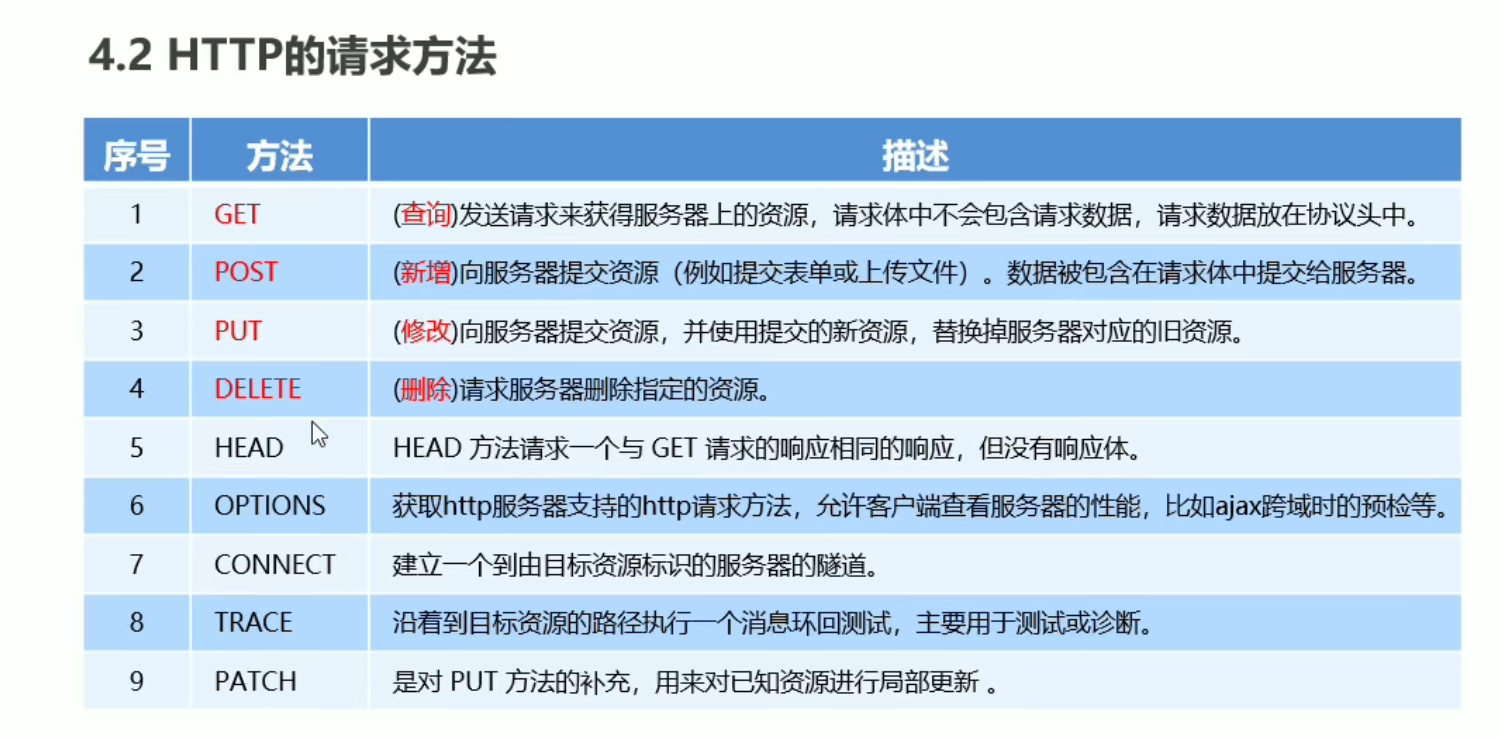 4.2 HTTP的请求方法
序号 方法 描述
1 GET (查询)发送请求来获得服务器上的资源，请求体中不会包含请求数据，请求数据放在协议头中。
2 POST (新增)向服务器提交资源（例如提交表单或上传文件）。数据被包含在请求体中提交给服务器。
3 PUT (修改)向服务器提交资源，并使用提交的新资源，替换掉服务器对应的旧资源。
4 DELETE (删除)请求服务器删除指定的资源。
5 HEAD HEAD 方法请求一个与 GET 请求的响应相同的响应，但没有响应体。
6 OPTIONS 获取http服务器支持的http请求方法，允许客户端查看服务器的性能，比如ajax跨域时的预检等。
7 CONNECT 建立一个到由目标资源标识的服务器的隧道。
8 TRACE 沿着到目标资源的路径执行一个消息环回测试，主要用于测试或诊断。
9 PATCH 是对 PUT 方法的补充，用来对已知资源进行局部更新 。